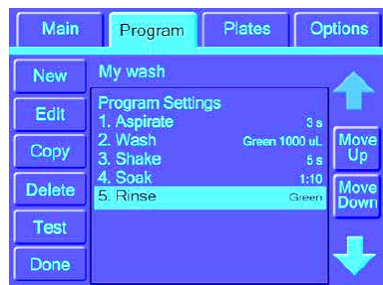 Main Program Plates Options
New My wash
Edit Program Settings
1. Aspirate 3 s
Copy 2. Wash Green 1000 uL Move Up
3. Shake 5 s
Delete 4. Soak 1:10 Move Down
5. Rinse Green
Test
Done